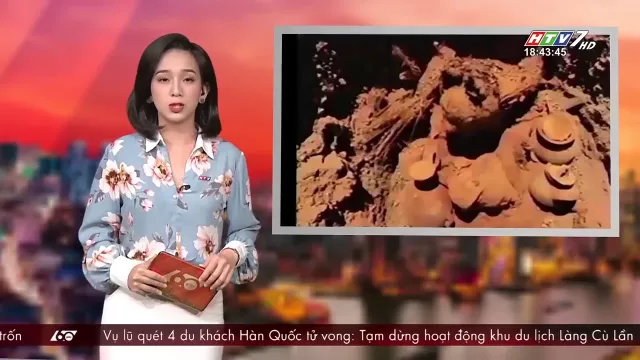 HTV7 HD
18:43:45
trốn 60 Vụ lũ quét 4 du khách Hàn Quốc tử vong: Tạm dừng hoạt động khu du lịch Làng Cù Lần